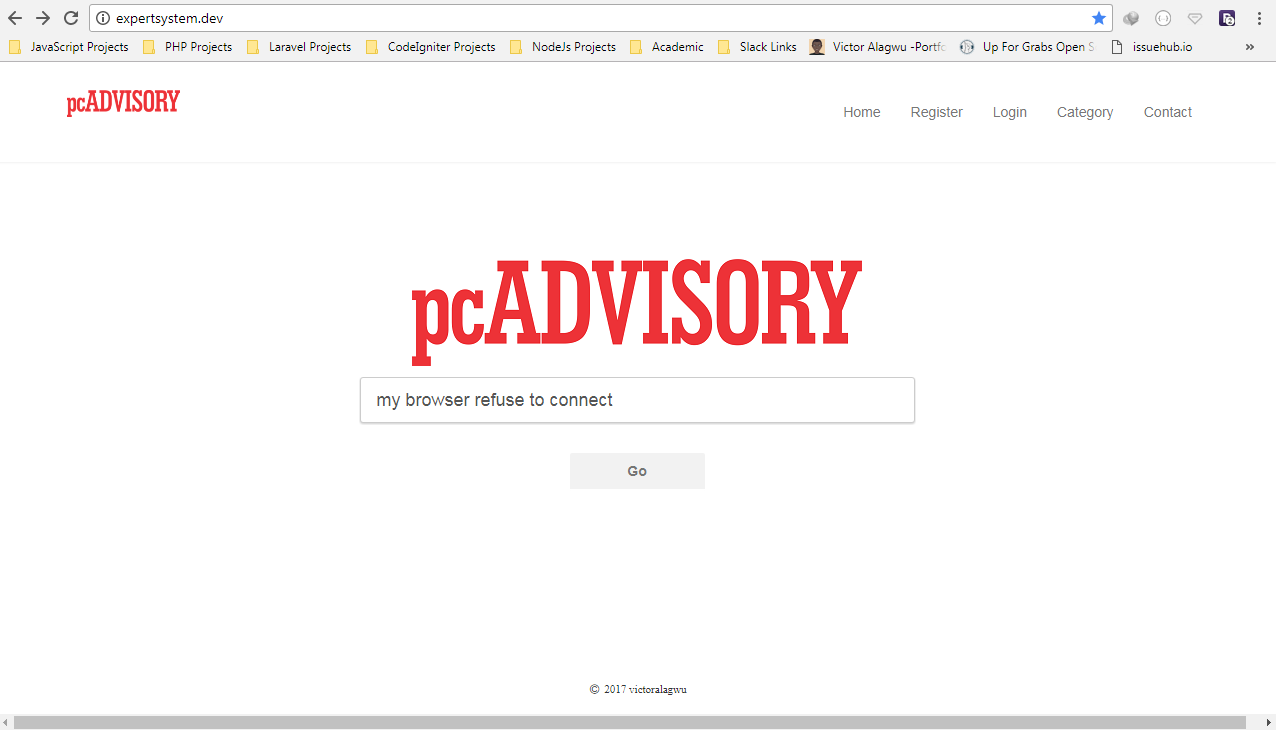 expertsystem.dev
JavaScript Projects PHP Projects Laravel Projects CodeIgniter Projects NodeJs Projects Academic Slack Links Victor Alagwu -Portfo Up For Grabs Open S issuehub.io »
pcADVISORY
Home Register Login Category Contact
pcADVISORY
my browser refuse to connect
Go
© 2017 victoralagwu